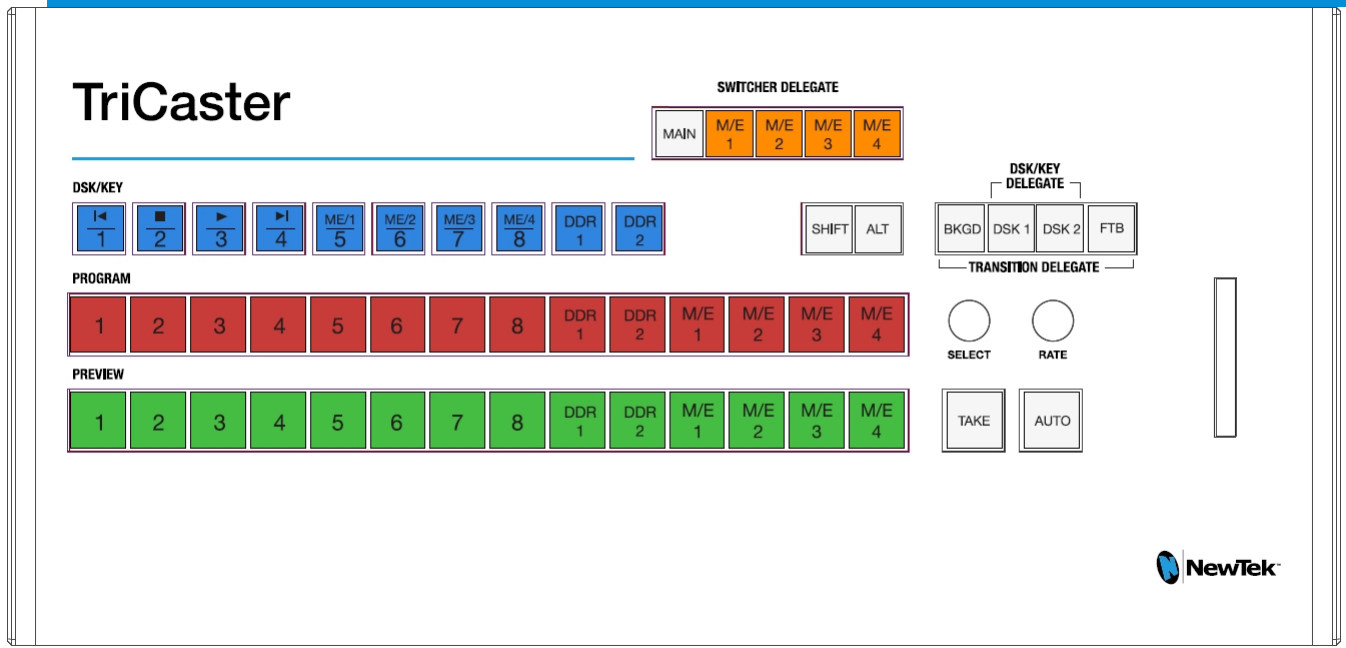 SWITCHER DELEGATE
TriCaster
MAIN M/E 1 M/E 2 M/E 3 M/E 4
DSK/KEY
DELEGATE
DSK/KEY
1 2 3 4 ME/1 5 ME/2 6 ME/3 7 ME/4 8 DDR 1 DDR 2
SHIFT ALT
BKGD DSK 1 DSK 2 FTB
TRANSITION DELEGATE
PROGRAM
1 2 3 4 5 6 7 8 DDR 1 DDR 2 M/E 1 M/E 2 M/E 3 M/E 4
SELECT RATE
PREVIEW
1 2 3 4 5 6 7 8 DDR 1 DDR 2 M/E 1 M/E 2 M/E 3 M/E 4
TAKE AUTO
NewTek